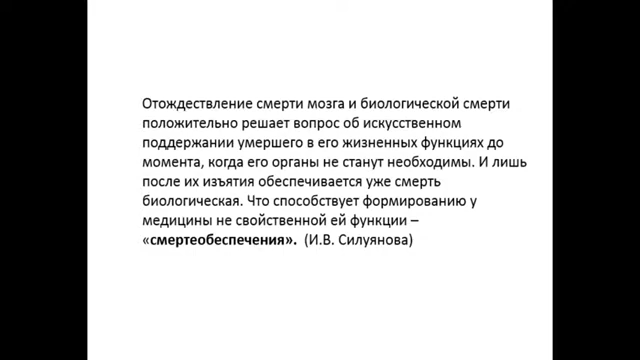 Отождествление смерти мозга и биологической смерти
положительно решает вопрос об искусственном
поддержании умершего в его жизненных функциях до
момента, когда его органы не станут необходимы. И лишь
после их изъятия обеспечивается уже смерть
биологическая. Что способствует формированию у
медицины не свойственной ей функции –
«смертеобеспечения». (И.В. Силуянова)